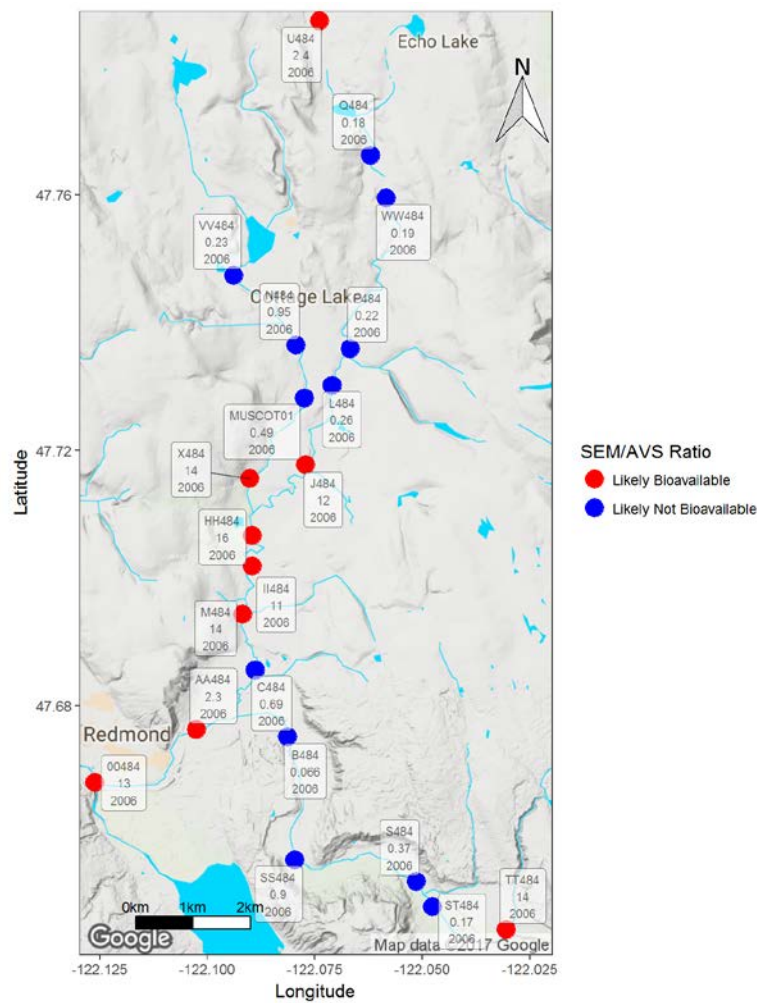 U484
2.4
2006
Echo Lake
N
Q484
0.18
2006
47.76
WW484
0.19
2006
VV484
0.23
2006
Cottage Lake
N484
0.95
2006
P484
0.22
2006
L484
0.26
2006
MUSCOT01
0.49
2006
47.72
X484
14
2006
J484
12
2006
HH484
16
2006
II484
11
2006
M484
14
2006
AA484
2.3
2006
C484
0.69
2006
47.68
Redmond
B484
0.066
2006
00484
13
2006
S484
0.37
2006
SS484
0.9
2006
ST484
0.17
2006
TT484
14
2006
0km 1km 2km
Google
Map data ©2017 Google
-122.125 -122.100 -122.075 -122.050 -122.025
Longitude
Latitude
SEM/AVS Ratio
Likely Bioavailable
Likely Not Bioavailable